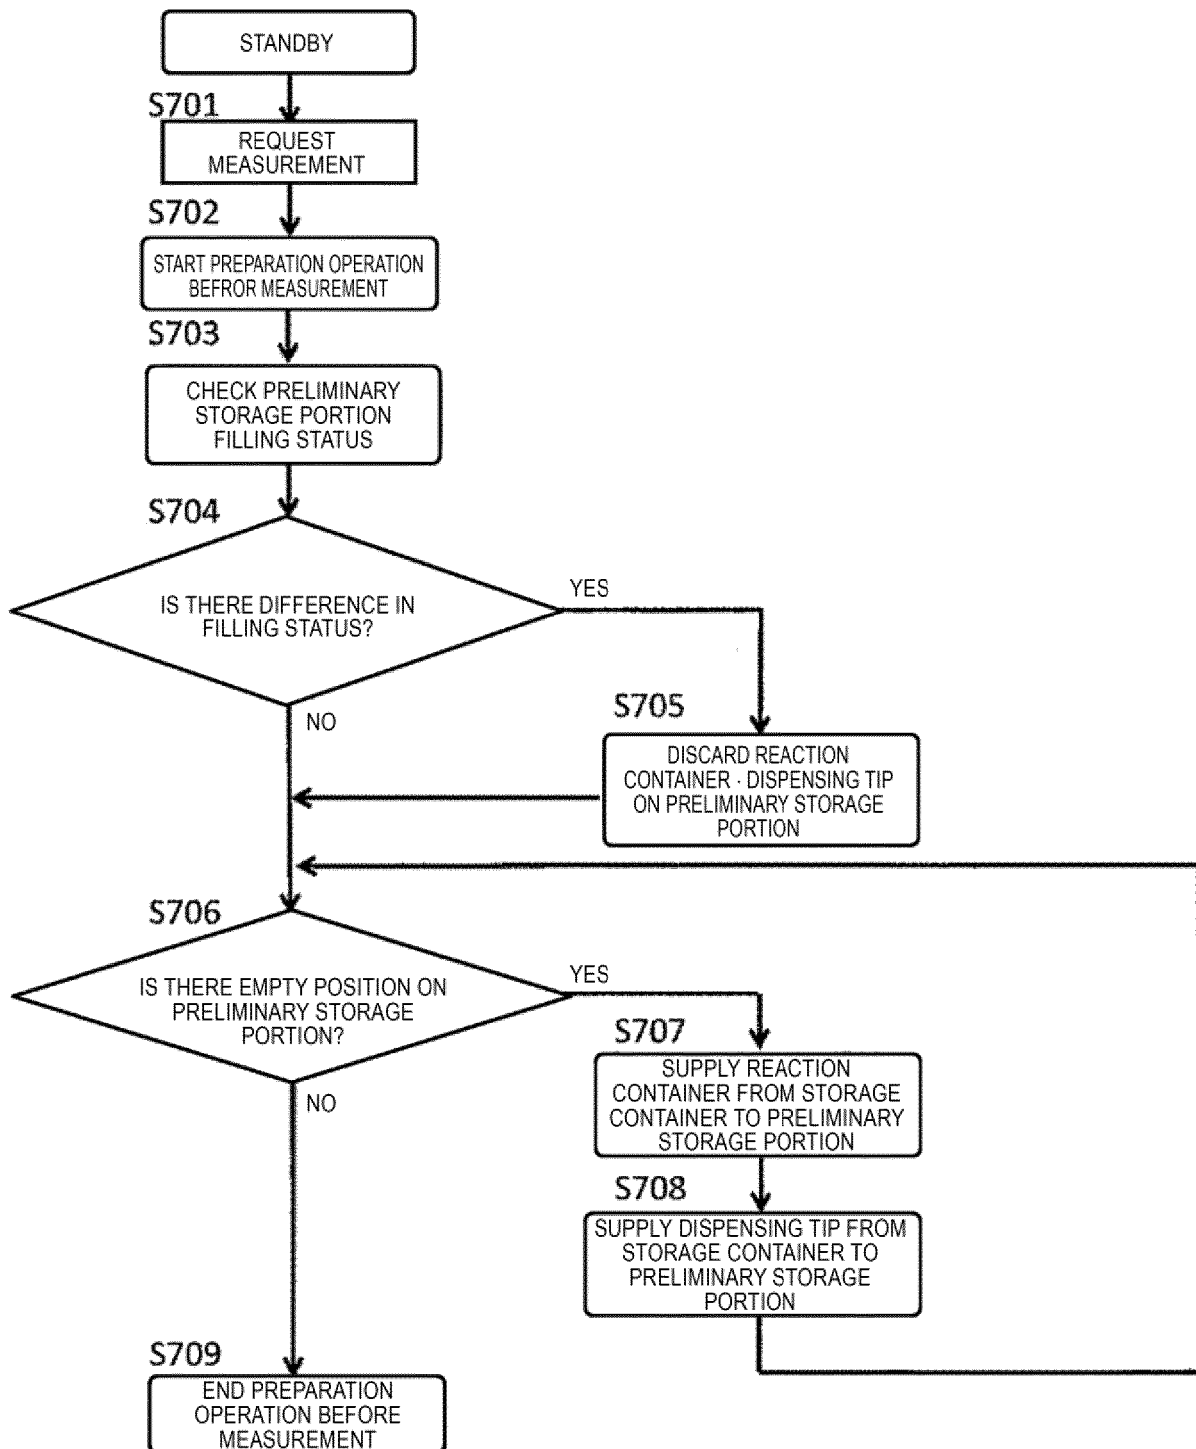 STANDBY
S701
REQUEST
MEASUREMENT
S702
START PREPARATION OPERATION
BEFROR MEASUREMENT
S703
CHECK PRELIMINARY
STORAGE PORTION
FILLING STATUS
S704
IS THERE DIFFERENCE IN
FILLING STATUS?
YES
NO
S705
DISCARD REACTION
CONTAINER · DISPENSING TIP
ON PRELIMINARY STORAGE
PORTION
S706
IS THERE EMPTY POSITION ON
PRELIMINARY STORAGE
PORTION?
YES
NO
S707
SUPPLY REACTION
CONTAINER FROM STORAGE
CONTAINER TO PRELIMINARY
STORAGE PORTION
S708
SUPPLY DISPENSING TIP FROM
STORAGE CONTAINER TO
PRELIMINARY STORAGE
PORTION
S709
END PREPARATION
OPERATION BEFORE
MEASUREMENT